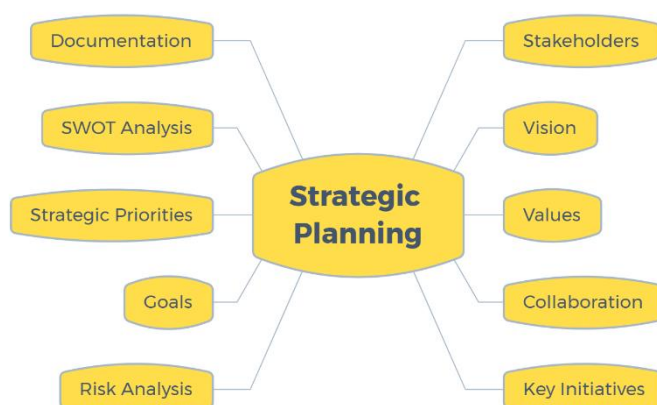 Documentation
SWOT Analysis
Strategic Priorities
Goals
Risk Analysis
Strategic
Planning
Stakeholders
Vision
Values
Collaboration
Key Initiatives